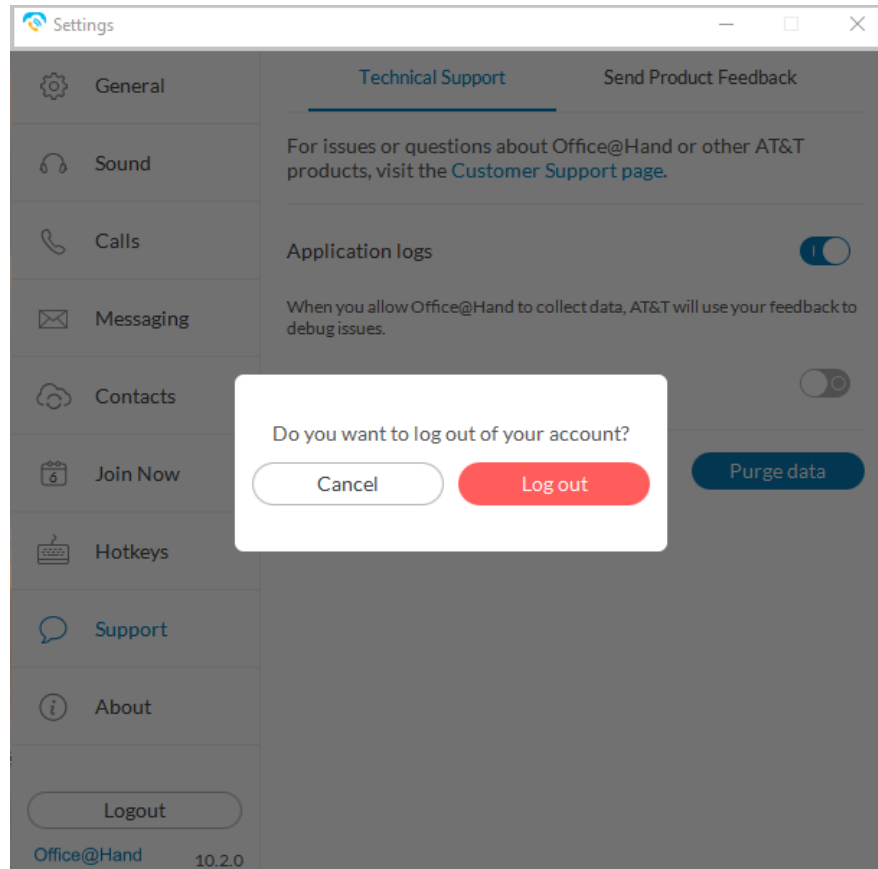 Settings
General
Sound
Calls
Messaging
Contacts
6
Join Now
Hotkeys
Support
About
Logout
Office@Hand 10.2.0
Technical Support
Send Product Feedback
For issues or questions about Office@Hand or other AT&T
products, visit the Customer Support page.
Application logs
When you allow Office@Hand to collect data, AT&T will use your feedback to
debug issues.
Purge data
Do you want to log out of your account?
Cancel
Log out